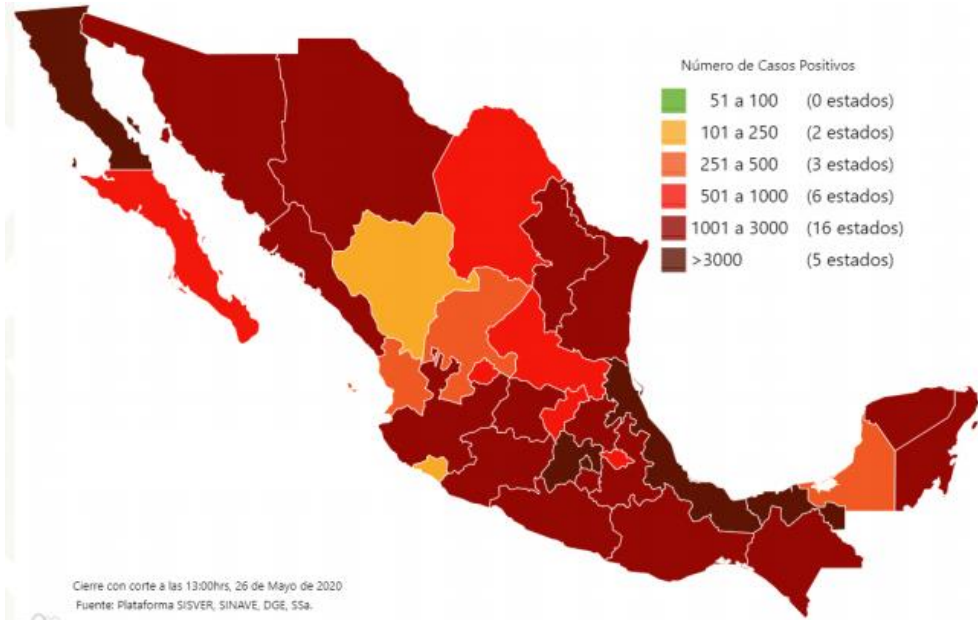 Número de Casos Positivos
51 a 100 (0 estados)
101 a 250 (2 estados)
251 a 500 (3 estados)
501 a 1000 (6 estados)
1001 a 3000 (16 estados)
>3000 (5 estados)
Cierre con corte a las 13:00hrs, 26 de Mayo de 2020
Fuente: Plataforma SISVER, SINAVE, DGE, SSa.